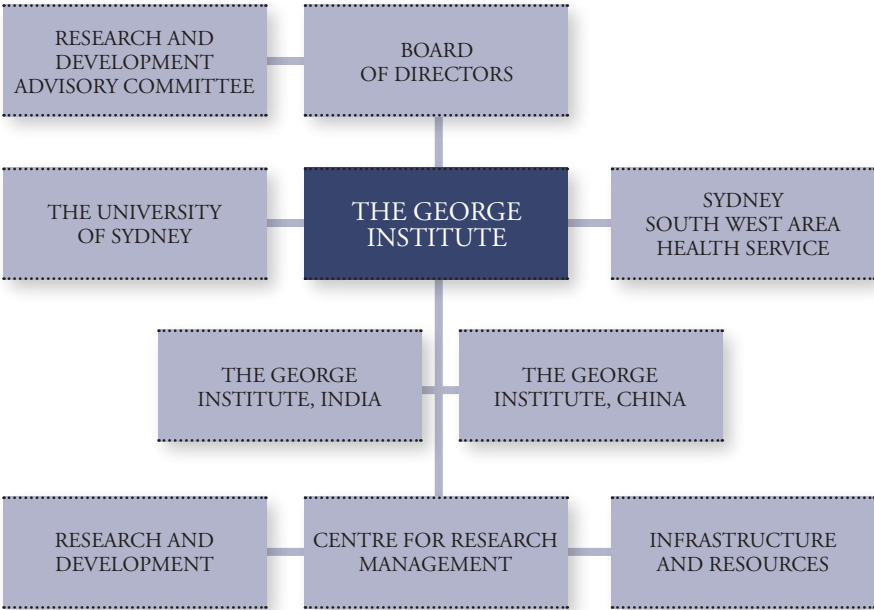 RESEARCH AND
DEVELOPMENT
ADVISORY COMMITTEE
BOARD
OF DIRECTORS
THE UNIVERSITY
OF SYDNEY
THE GEORGE
INSTITUTE
SYDNEY
SOUTH WEST AREA
HEALTH SERVICE
THE GEORGE
INSTITUTE, INDIA
THE GEORGE
INSTITUTE, CHINA
RESEARCH AND
DEVELOPMENT
CENTRE FOR RESEARCH
MANAGEMENT
INFRASTRUCTURE
AND RESOURCES